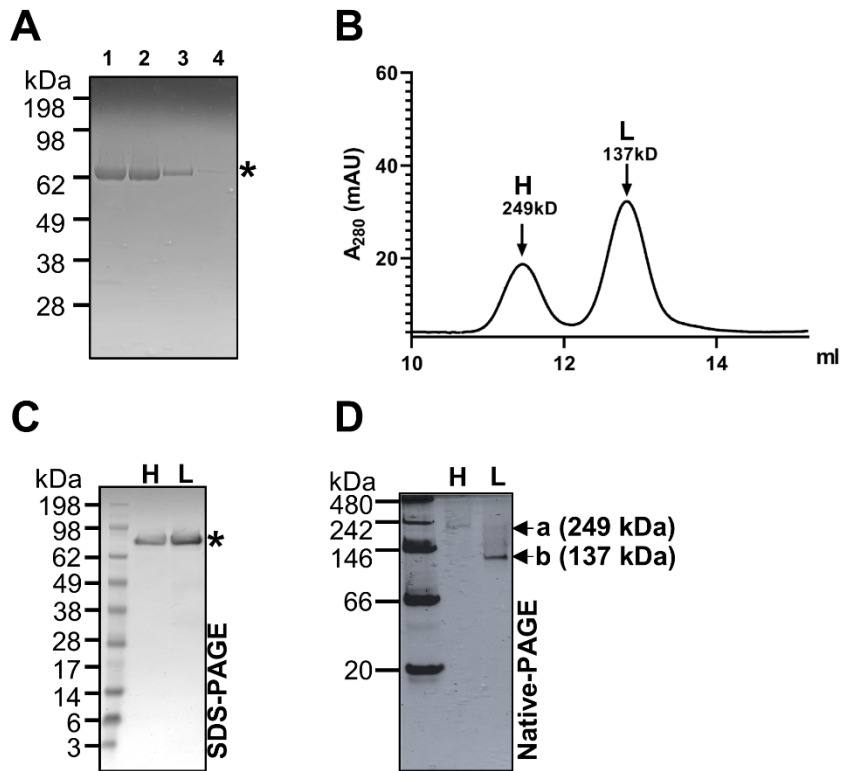 A
1 2 3 4
kDa
198
98
62
49
38
28
*
B
60
40
20
A280 (mAU)
H
249kD
L
137kD
10 12 14 ml
C
kDa
H L
198
98
62
49
38
28
17
14
6
3
*
SDS-PAGE
D
kDa
H L
480
242
146
66
20
a (249 kDa)
b (137 kDa)
Native-PAGE